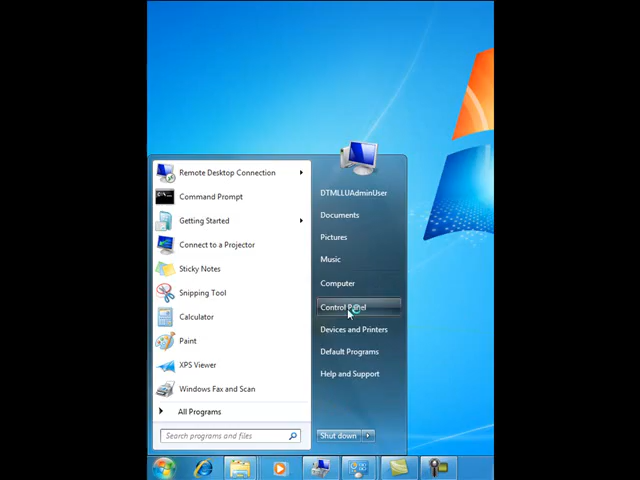 Remote Desktop Connection
Command Prompt
Getting Started
Connect to a Projector
Sticky Notes
Snipping Tool
Calculator
Paint
XPS Viewer
Windows Fax and Scan
All Programs
Search programs and files
DTMLLUAdminUser
Documents
Pictures
Music
Computer
Control Panel
Devices and Printers
Default Programs
Help and Support
Shut down